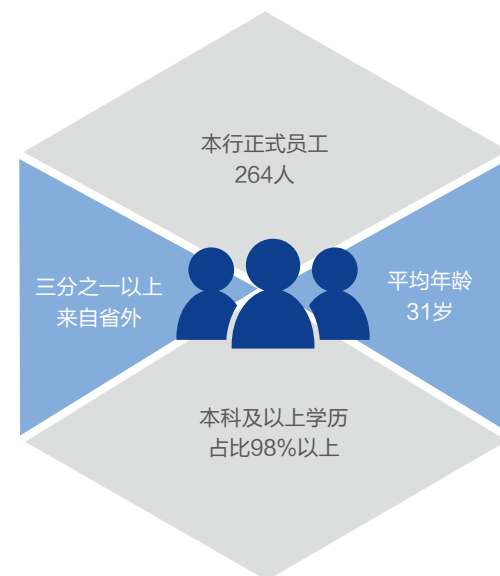 本行正式员工
264人
三分之一以上
来自省外
平均年龄
31岁
本科及以上学历
占比98%以上